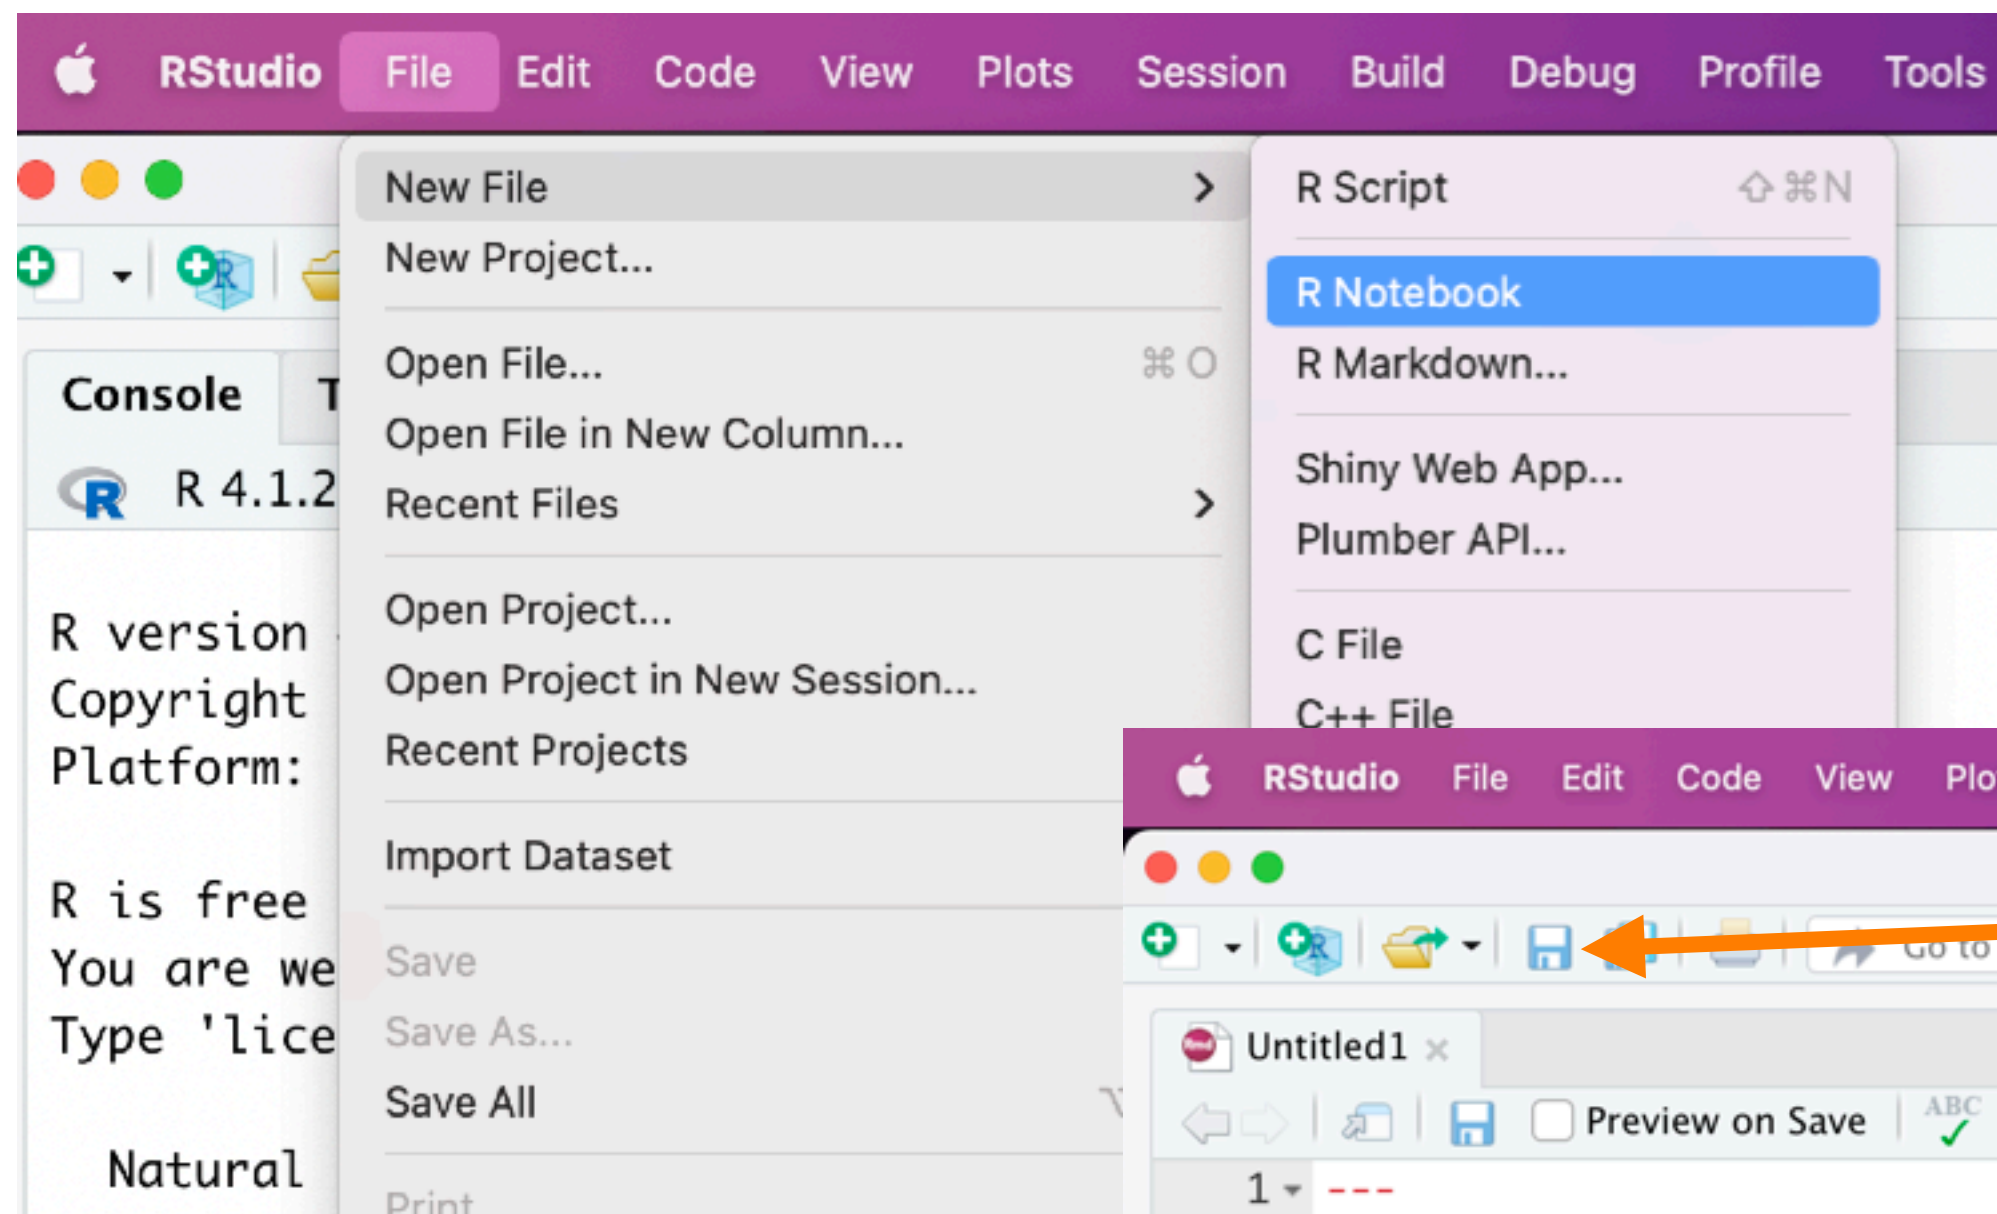 RStudio File Edit Code View Plots Session Build Debug Profile Tools
New File
New Project...
Open File... ⌘ O
Open File in New Column...
Recent Files
Open Project...
Open Project in New Session...
Recent Projects
Import Dataset
Save
Save As...
Save All
Print
R Script ⇧⌘N
R Notebook
R Markdown...
Shiny Web App...
Plumber API...
C File
C++ File
Console T
R 4.1.2
R version
Copyright
Platform:
R is free
You are we
Type 'lice
Natural
RStudio File Edit Code View Plo
Go to
Untitled1
Preview on Save ABC
1 ---